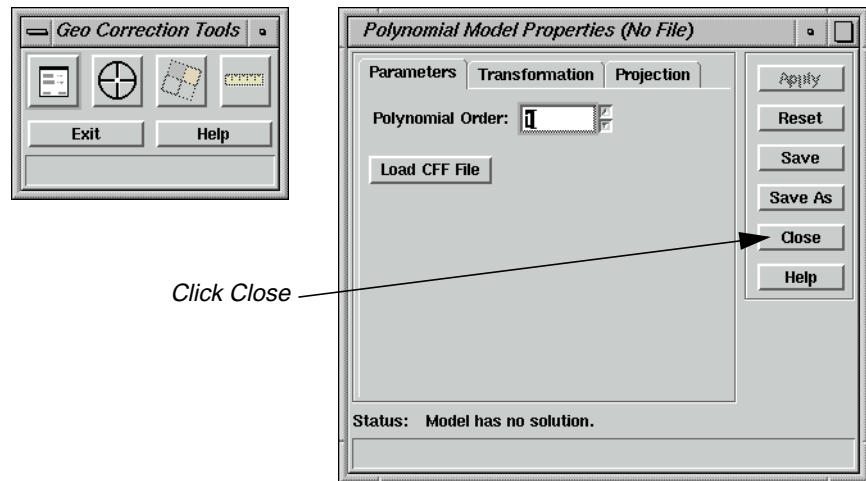 Geo Correction Tools
Exit Help
Polynomial Model Properties (No File)
Parameters Transformation Projection
Polynomial Order: 1
Load CFF File
Apply
Reset
Save
Save As
Close
Help
Click Close
Status: Model has no solution.